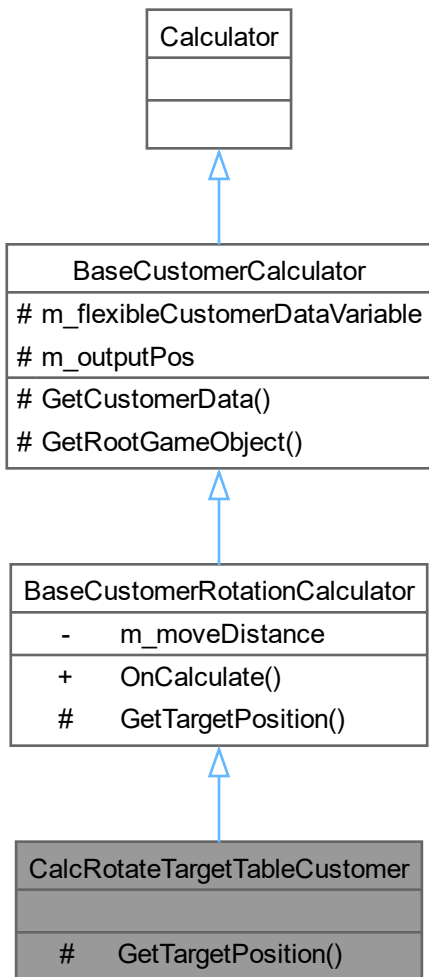 Calculator
BaseCustomerCalculator
# m_flexibleCustomerDataVariable
# m_outputPos
# GetCustomerData()
# GetRootGameObject()
BaseCustomerRotationCalculator
- m_moveDistance
+ OnCalculate()
# GetTargetPosition()
CalcRotateTargetTableCustomer
# GetTargetPosition()